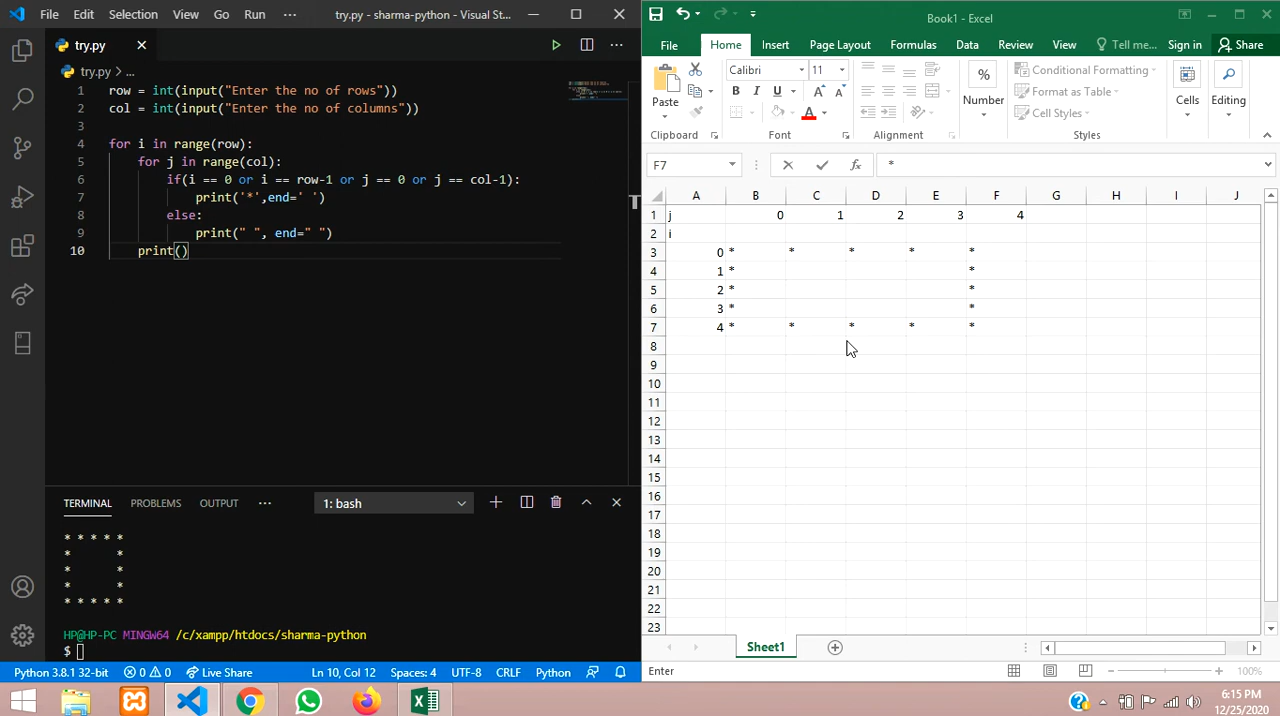 File Edit Selection View Go Run ··· try.py - sharma-python - Visual St...
try.py
try.py > ...
1 row = int(input("Enter the no of rows"))
2 col = int(input("Enter the no of columns"))
3
4 for i in range(row):
5 for j in range(col):
6 if(i == 0 or i == row-1 or j == 0 or j == col-1):
7 print('*',end=' ')
8 else:
9 print(" ", end=" ")
10 print()
TERMINAL PROBLEMS OUTPUT ··· 1: bash
* * * * *
* *
* *
* *
* * * * *
HP@HP-PC MINGW64 /c/xampp/htdocs/sharma-python
$
Python 3.8.1 32-bit 0 0 Live Share Ln 10, Col 12 Spaces: 4 UTF-8 CRLF Python
Book1 - Excel
File Home Insert Page Layout Formulas Data Review View Tell me... Sign in Share
Paste Calibri 11 B I U A A A % Number Conditional Formatting Format as Table Cell Styles Cells Editing
Clipboard Font Alignment Styles
F7 fx *
A B C D E F G H I J
1 j 0 1 2 3 4
2 i
3 0 * * * * *
4 1 * *
5 2 * *
6 3 * *
7 4 * * * * *
8
9
10
11
12
13
14
15
16
17
18
19
20
21
22
23
Sheet1
Enter 100%
6:15 PM
12/25/2020